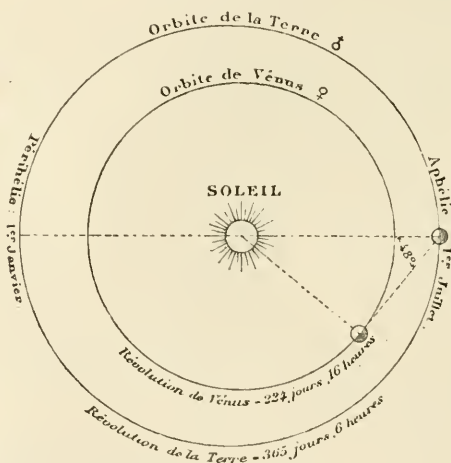 Orbite de la Terre ♁
Orbite de Vénus ♀
Périhélie : 1er Janvier.
SOLEIL
Aphélie 1er Juillet.
48°
Révolution de Vénus - 224 jours, 16 heures
Révolution de la Terre - 365 jours, 6 heures